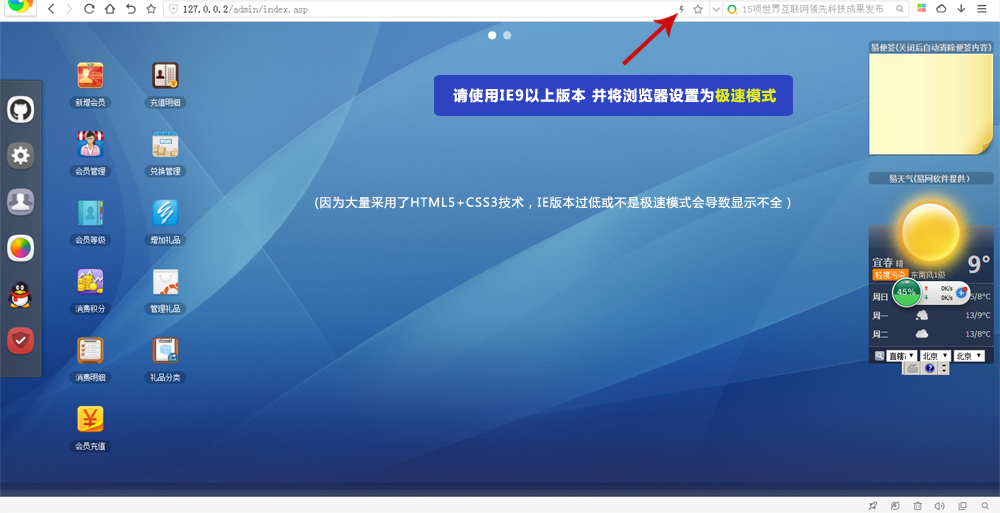 127.0.0.2/admin/index.asp
15项世界互联网领先科技成果发布
易便签(关闭后自动清除便签内容)
新增会员
充值明细
请使用IE9以上版本 并将浏览器设置为极速模式
会员管理
兑换管理
易天气(易网软件提供)
(因为大量采用了HTML5+CSS3技术，IE版本过低或不是极速模式会导致显示不全)
会员等级
增加礼品
宜春 晴
9°
轻度污染 东南风1级
消费积分
管理礼品
45%
0K/s
0K/s
周日
5/8°C
周一
13/9°C
周二
13/8°C
北京
北京
消费明细
礼品分类
会员充值